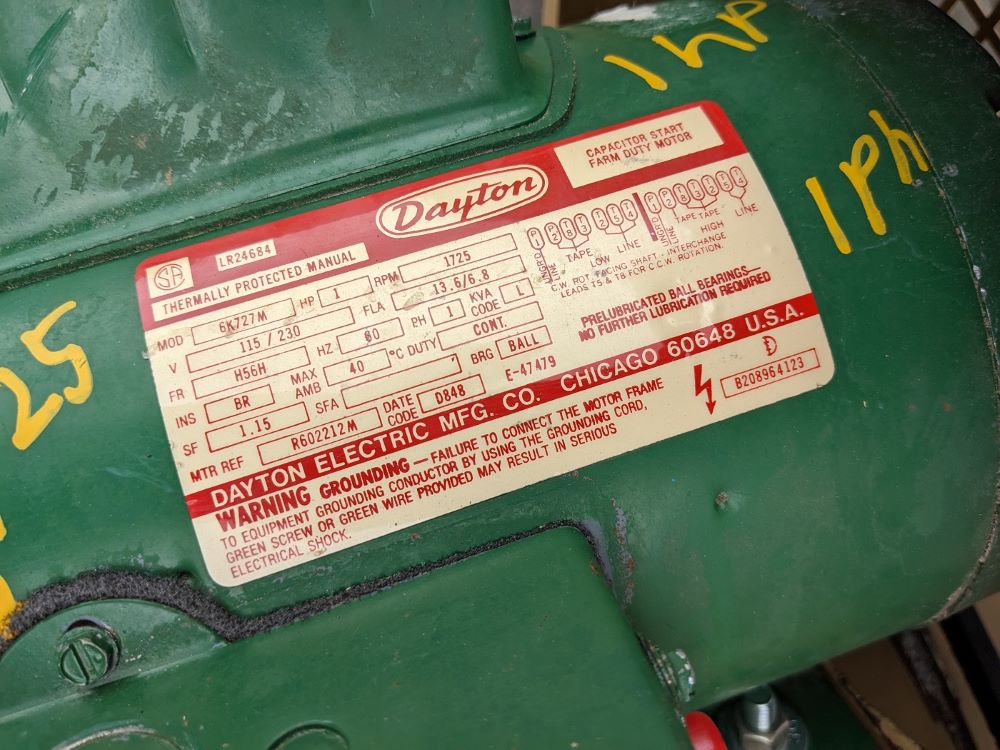 1hp
1ph
25
CAPACITOR START
FARM DUTY MOTOR
Dayton
SA LR24684
THERMALLY PROTECTED MANUAL
MOD 6K727M HP 1 RPM 1725
V 115/230 FLA 13.6/6.8
FR H56H HZ 60 PH 1 KVA CODE L
INS BR MAX AMB 40 °C DUTY CONT.
SF 1.15 SFA BRG BALL
MTR REF R602212M DATE CODE D848 E-47479
LINE TAPE LINE
LOW
LINE TAPE TAPE LINE
HIGH
C.W. ROT. FACING SHAFT - INTERCHANGE
LEADS T5 & T8 FOR C.C.W. ROTATION.
PRELUBRICATED BALL BEARINGS—
NO FURTHER LUBRICATION REQUIRED
DAYTON ELECTRIC MFG. CO. CHICAGO 60648 U.S.A.
WARNING GROUNDING — FAILURE TO CONNECT THE MOTOR FRAME
TO EQUIPMENT GROUNDING CONDUCTOR BY USING THE GROUNDING CORD,
GREEN SCREW OR GREEN WIRE PROVIDED MAY RESULT IN SERIOUS
ELECTRICAL SHOCK.
B208964123